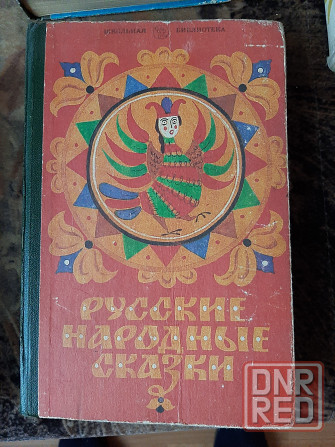 ШКОЛЬНАЯ БИБЛИОТЕКА
РУССКИЕ
НАРОДНЫЕ
СКАЗКИ
DNR
RED